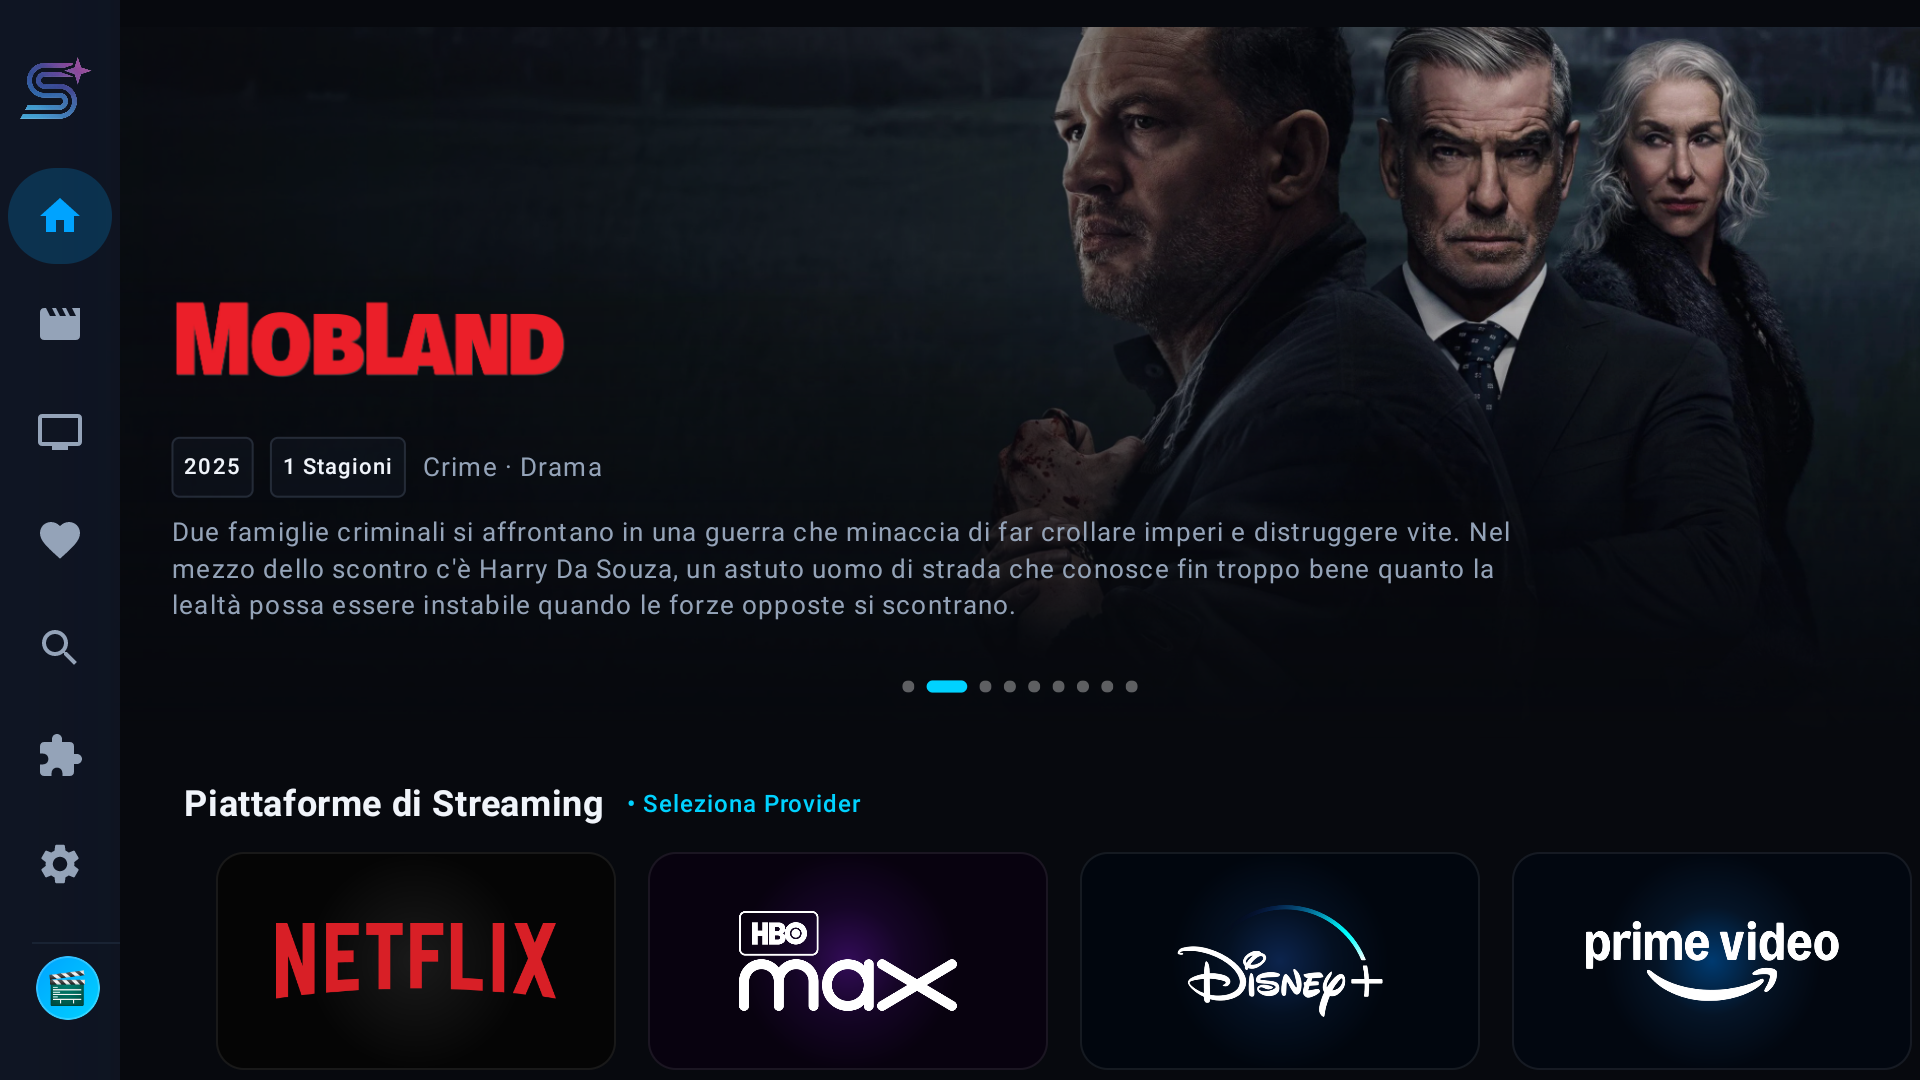 MOBLAND
2025
1 Stagioni
Crime · Drama
Due famiglie criminali si affrontano in una guerra che minaccia di far crollare imperi e distruggere vite. Nel
mezzo dello scontro c'è Harry Da Souza, un astuto uomo di strada che conosce fin troppo bene quanto la
lealtà possa essere instabile quando le forze opposte si scontrano.
Piattaforme di Streaming
• Seleziona Provider
NETFLIX
HBO
max
Disney+
prime video